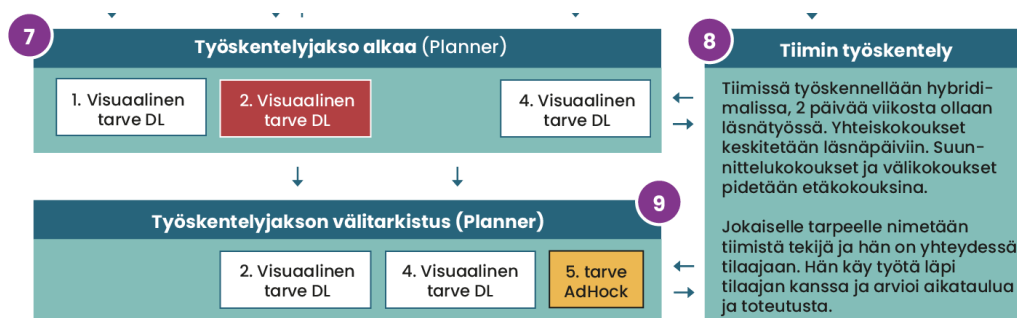 7
Työskentelyjakso alkaa (Planner)
1. Visuaalinen
tarve DL
2. Visuaalinen
tarve DL
4. Visuaalinen
tarve DL
8
Tiimin työskentely
Tiimissä työskennellään hybridi-
malissa, 2 päivää viikosta ollaan
läsnätyössä. Yhteiskokoukset
keskitetään läsnäpäiviin. Suun-
nittelukokoukset ja välikokoukset
pidetään etäkokouksina.
Jokaiselle tarpeelle nimetään
tiimistä tekijä ja hän on yhteydessä
tilaajaan. Hän käy työtä läpi
tilaajan kanssa ja arvioi aikataulua
ja toteutusta.
9
Työskentelyjakson välitarkistus (Planner)
2. Visuaalinen
tarve DL
4. Visuaalinen
tarve DL
5. tarve
AdHock